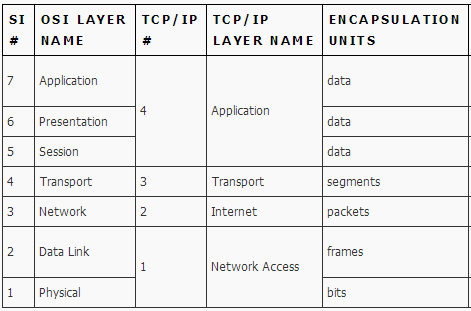 SI # OSI LAYER NAME TCP/IP # TCP/IP LAYER NAME ENCAPSULATION UNITS
7 Application 4 Application data
6 Presentation data
5 Session data
4 Transport 3 Transport segments
3 Network 2 Internet packets
2 Data Link 1 Network Access frames
1 Physical bits